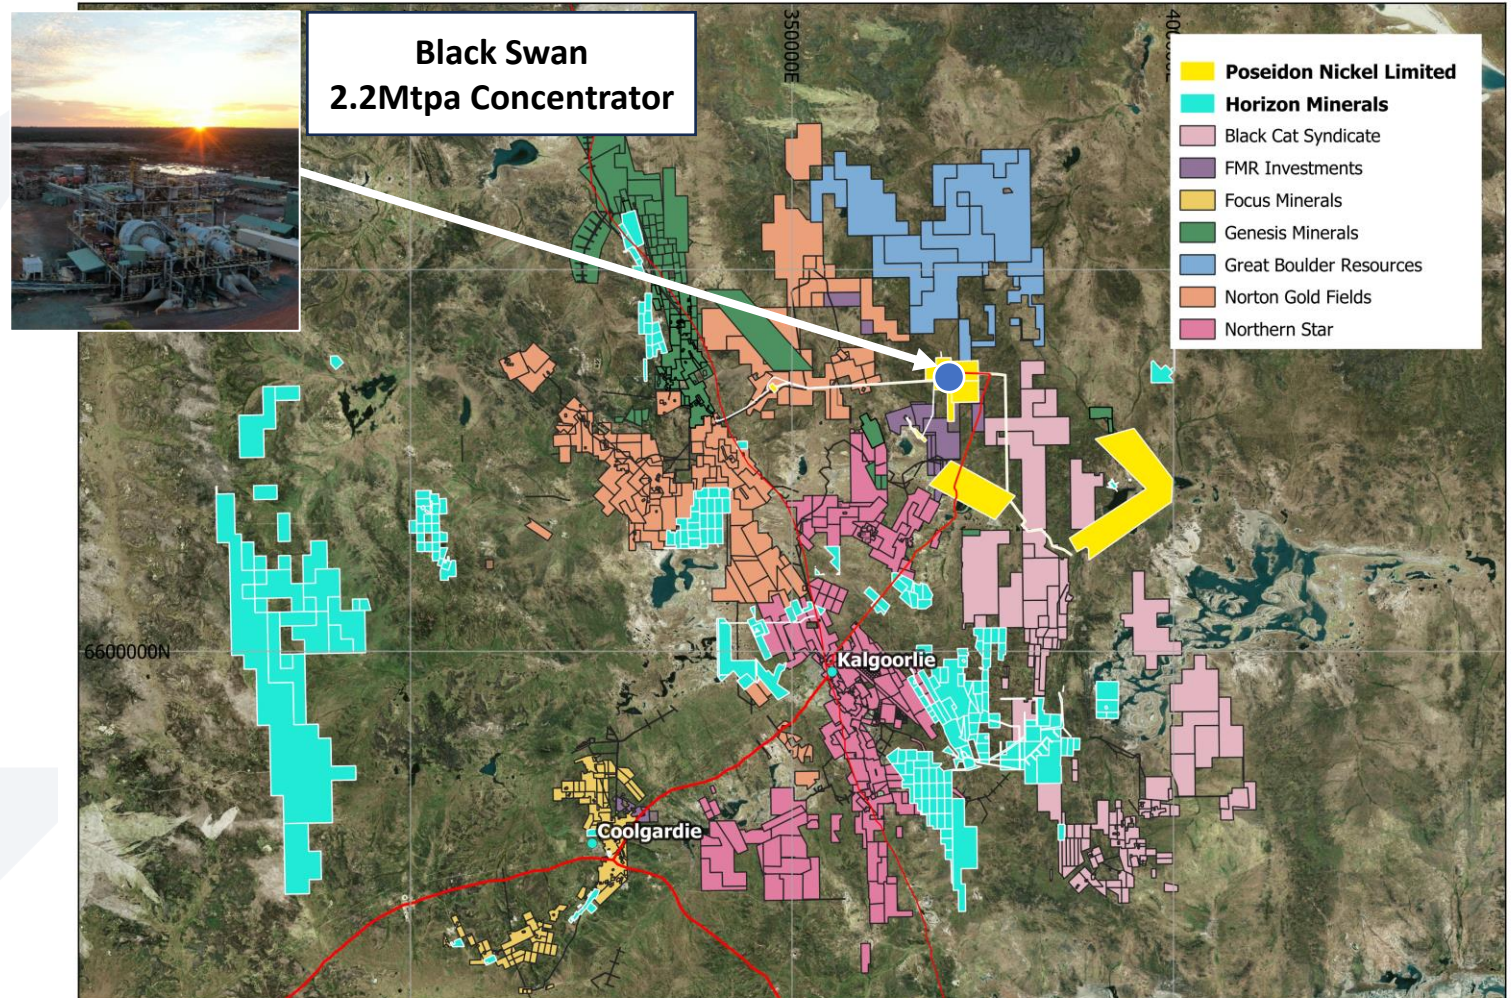 Black Swan
2.2Mtpa Concentrator
350000E
Poseidon Nickel Limited
Horizon Minerals
Black Cat Syndicate
FMR Investments
Focus Minerals
Genesis Minerals
Great Boulder Resources
Norton Gold Fields
Northern Star
6600000N
Kalgoorlie
Coolgardie